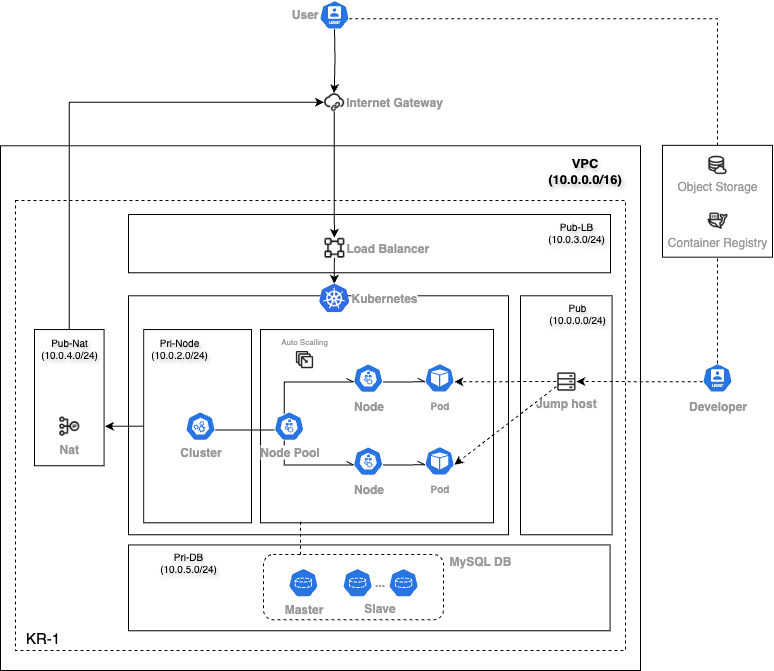 User
Internet Gateway
VPC
(10.0.0.0/16)
Object Storage
Container Registry
Pub-LB
(10.0.3.0/24)
Load Balancer
Kubernetes
Pub
(10.0.0.0/24)
Pub-Nat
(10.0.4.0/24)
Pri-Node
(10.0.2.0/24)
Auto Scailing
Node
Pod
Jump host
Developer
Nat
Cluster
Node Pool
Node
Pod
Pri-DB
(10.0.5.0/24)
MySQL DB
...
Master
Slave
KR-1